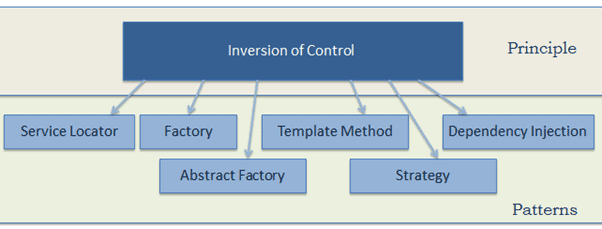 Inversion of Control
Principle
Service Locator
Factory
Template Method
Dependency Injection
Abstract Factory
Strategy
Patterns